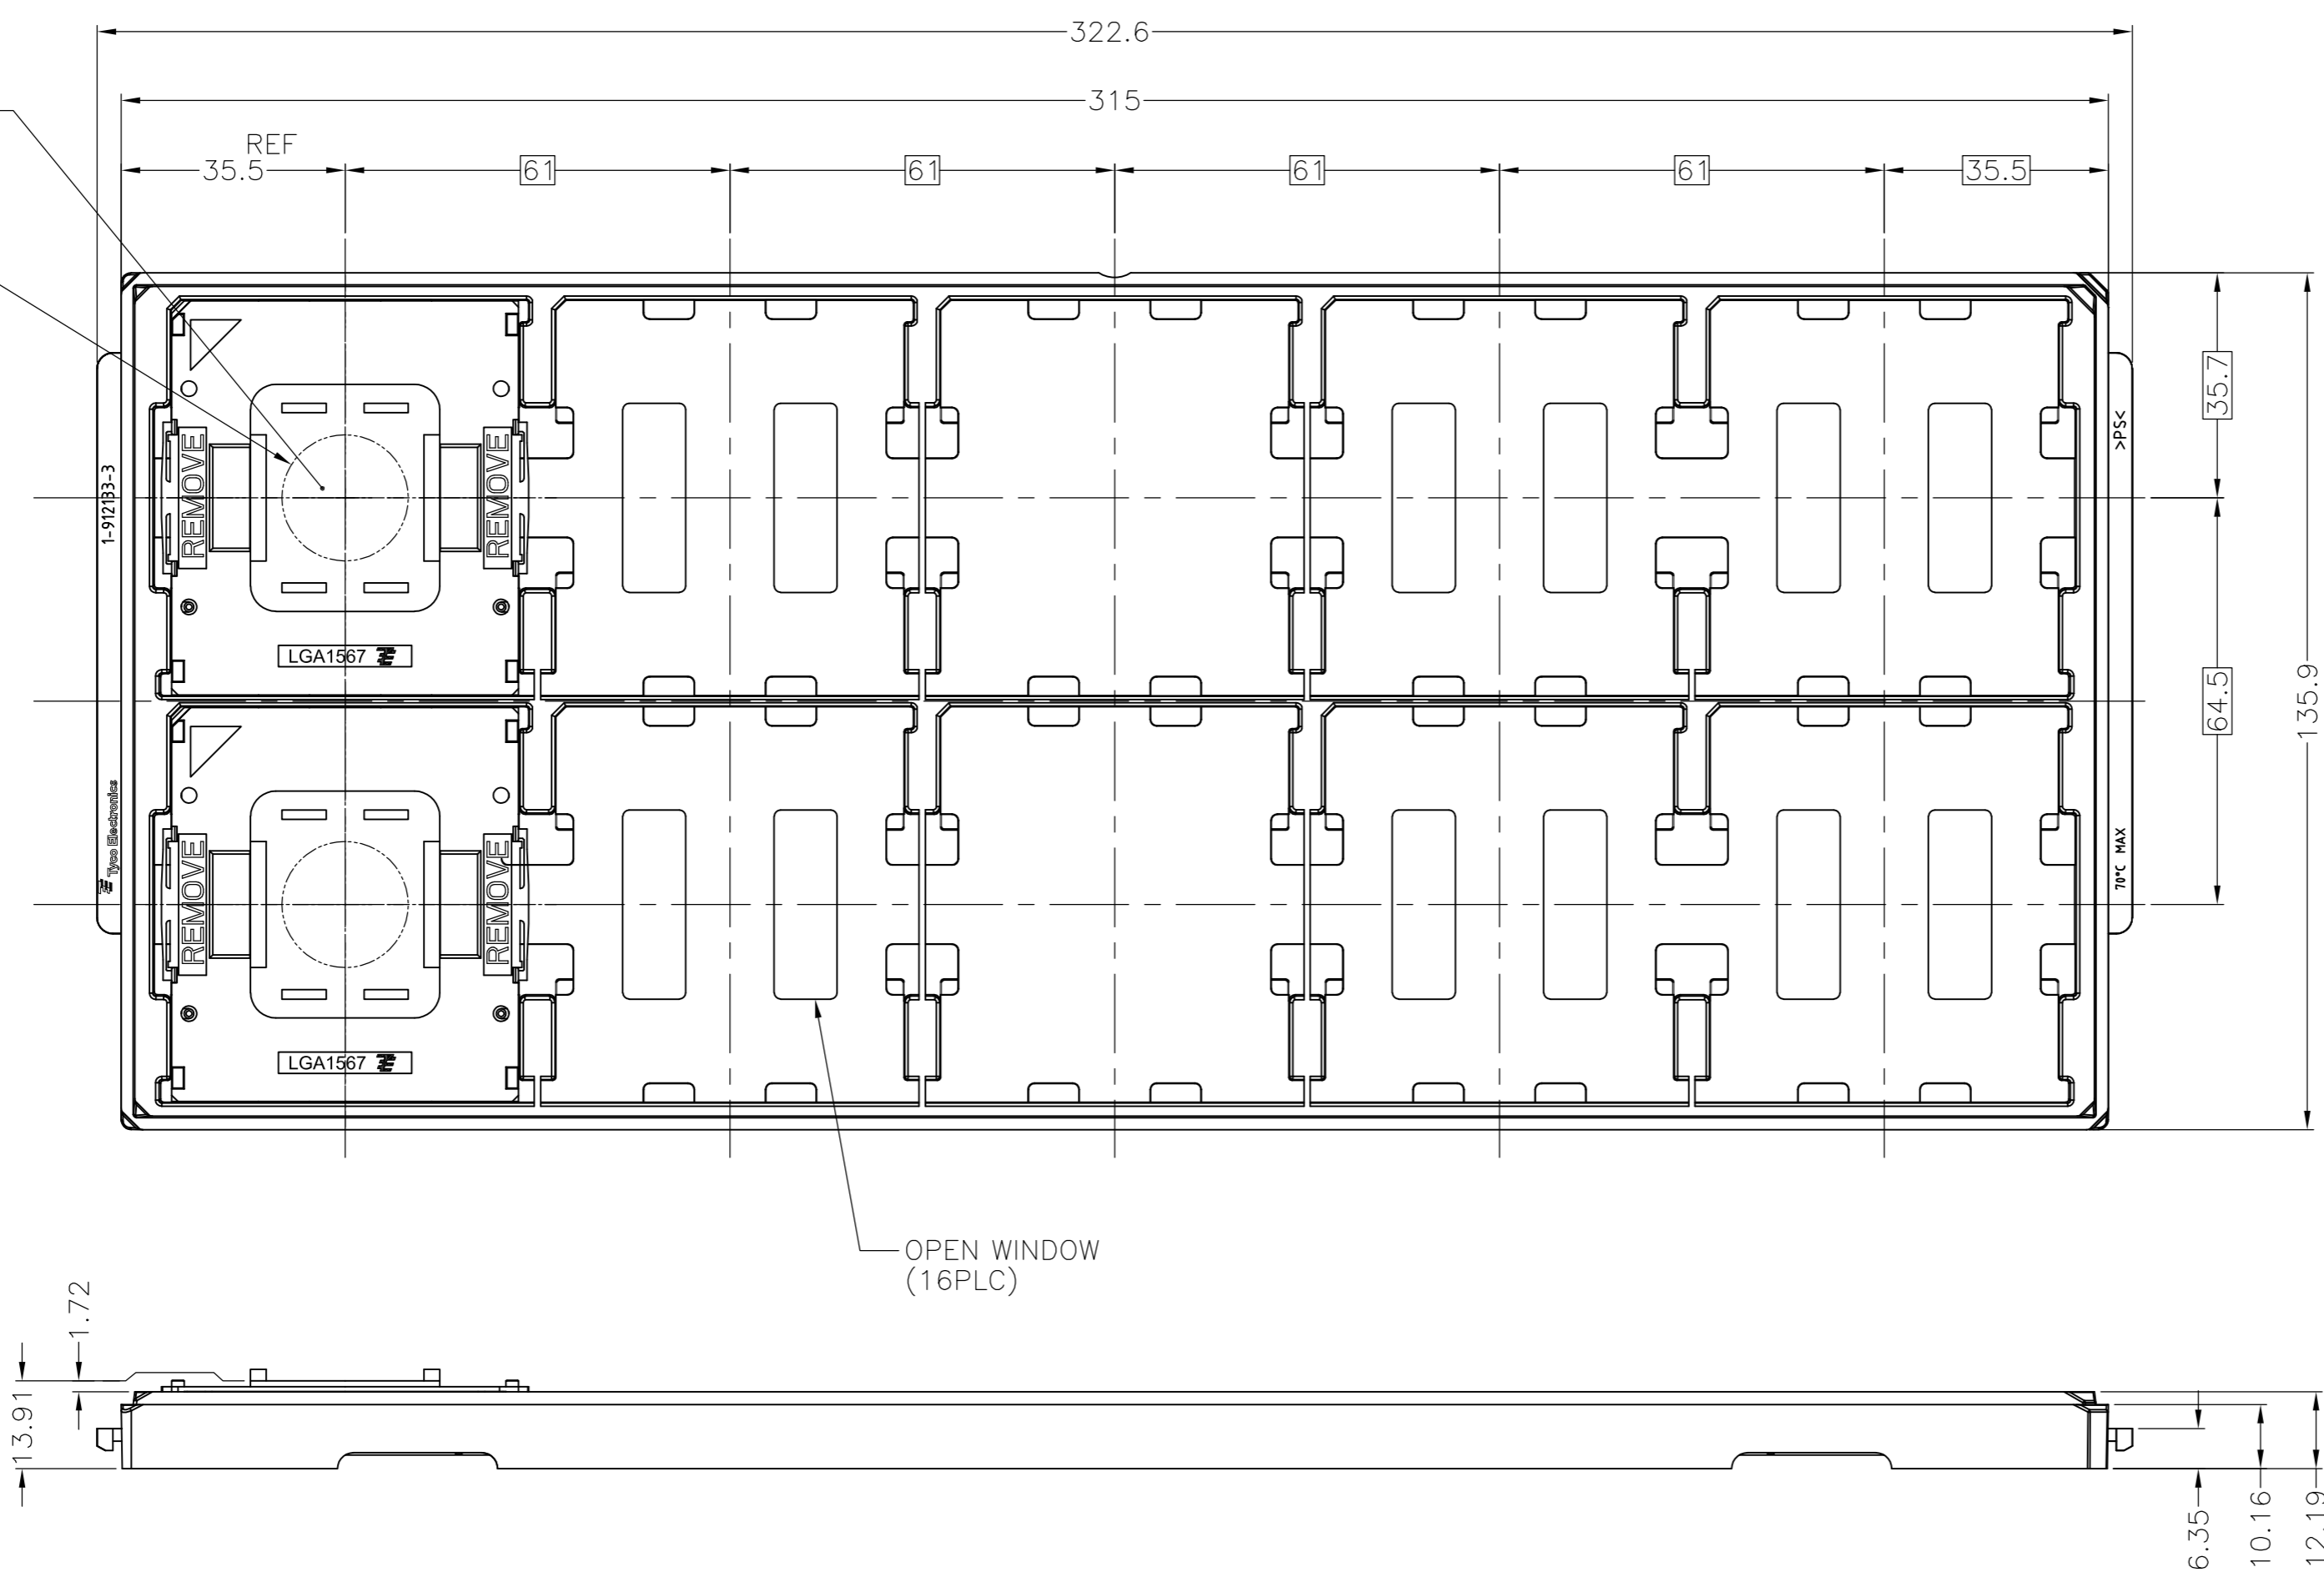 322.6
315
REF
35.5
61
61
61
61
35.5
35.7
64.5
135.9
1-912133-3
Tyco Electronics
>PS<
70°C MAX
REMOVE
REMOVE
LGA1567
REMOVE
REMOVE
LGA1567
OPEN WINDOW
(16PLC)
1.72
13.91
6.35
10.16
12.19